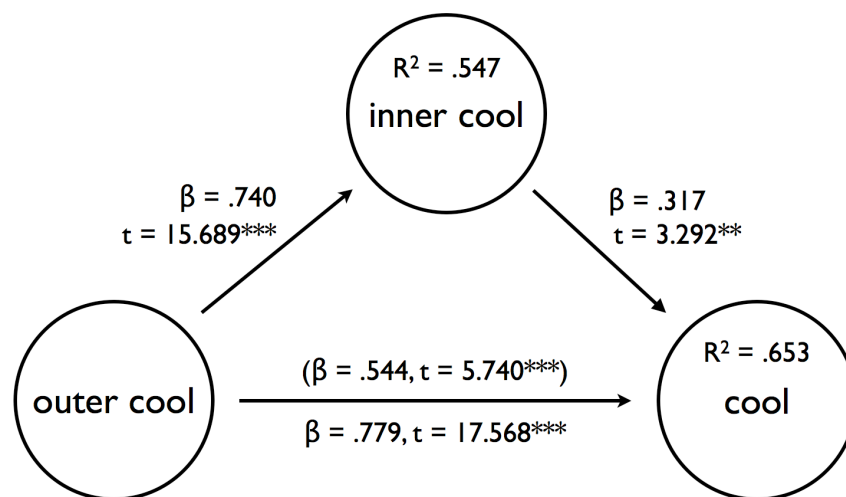 R² = .547
inner cool
β = .740
t = 15.689***
β = .317
t = 3.292**
(β = .544, t = 5.740***)
R² = .653
outer cool
cool
β = .779, t = 17.568***